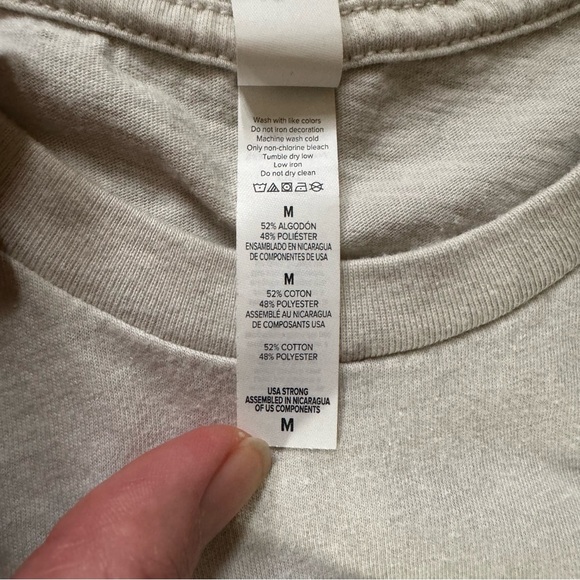 Wash with like colors
Do not iron decoration
Machine wash cold
Only non-chlorine bleach
Tumble dry low
Low iron
Do not dry clean
M
52% ALGODÓN
48% POLIÉSTER
ENSAMBLADO EN NICARAGUA
DE COMPONENTES DE USA
M
52% COTON
48% POLYESTER
ASSEMBLÉ AU NICARAGUA
DE COMPOSANTS USA
52% COTTON
48% POLYESTER
USA STRONG
ASSEMBLED IN NICARAGUA
OF US COMPONENTS
M